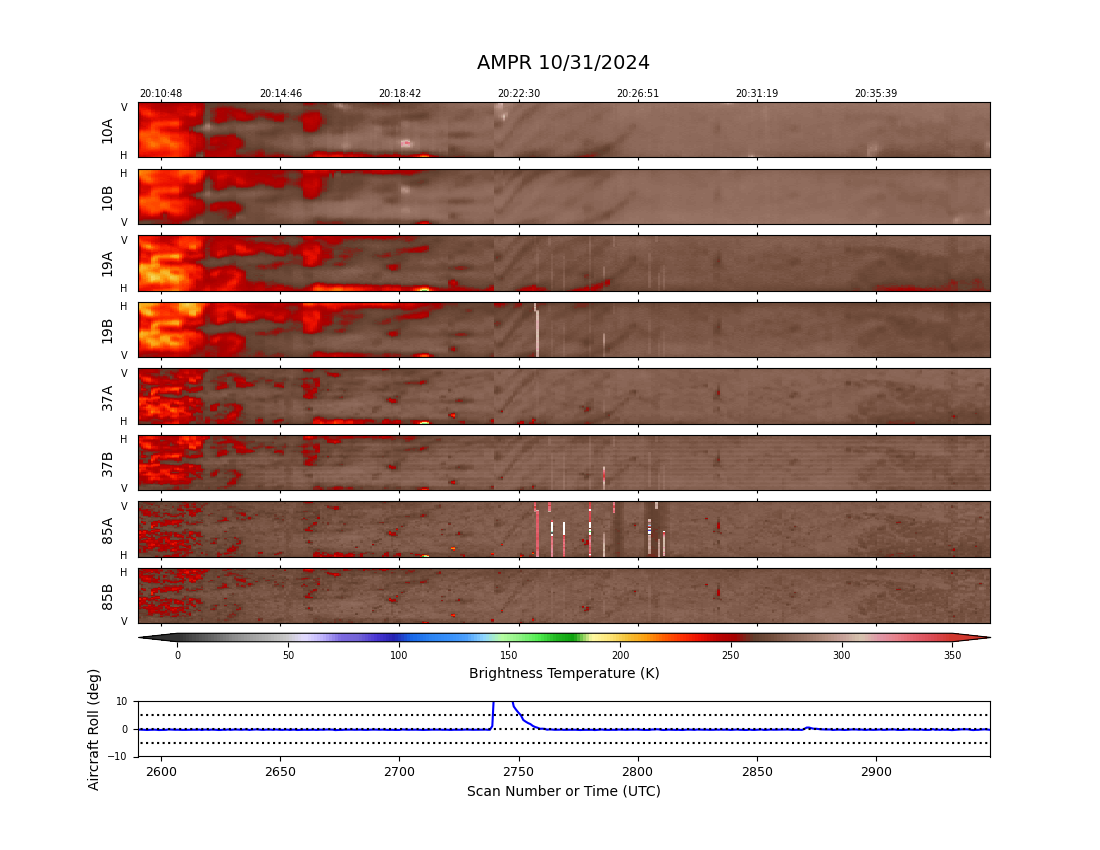 AMPR 10/31/2024
20:10:48 20:14:46 20:18:42 20:22:30 20:26:51 20:31:19 20:35:39
V
10A
H
H
10B
V
V
19A
H
H
19B
V
V
37A
H
H
37B
V
V
85A
H
H
85B
V
0 50 100 150 200 250 300 350
Brightness Temperature (K)
Aircraft Roll (deg)
10
0
−10
2600 2650 2700 2750 2800 2850 2900
Scan Number or Time (UTC)